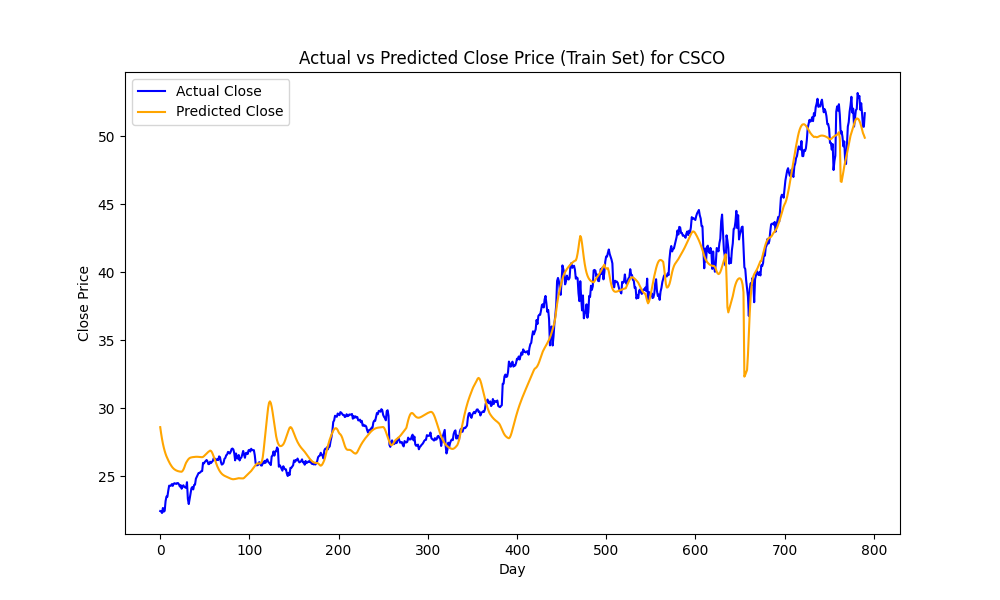 Actual vs Predicted Close Price (Train Set) for CSCO
Actual Close
Predicted Close
Close Price
50
45
40
35
30
25
0 100 200 300 400 500 600 700 800
Day